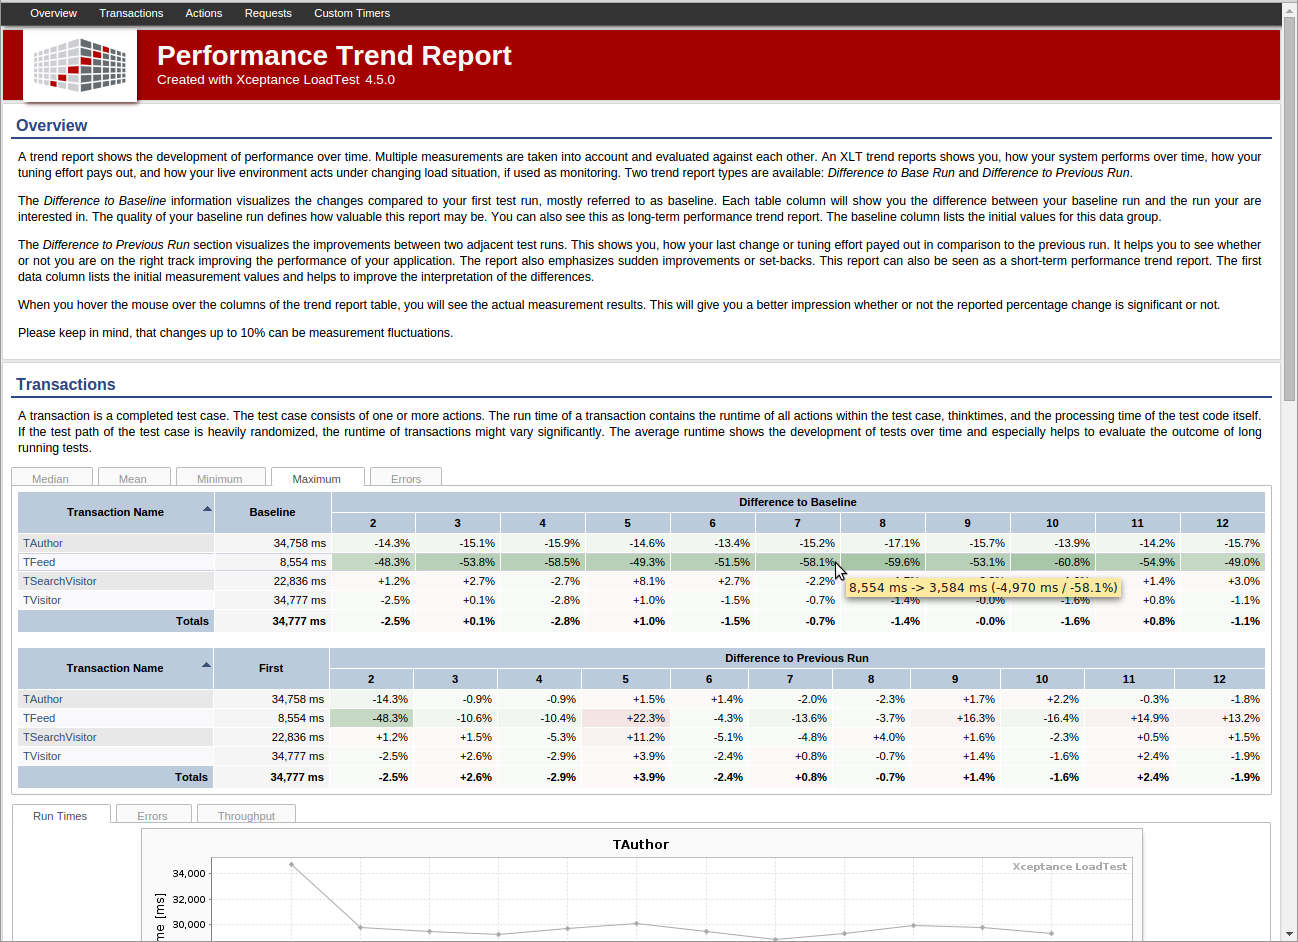 Overview Transactions Actions Requests Custom Timers
Performance Trend Report
Created with Xceptance LoadTest 4.5.0
Overview
A trend report shows the development of performance over time. Multiple measurements are taken into account and evaluated against each other. An XLT trend reports shows you, how your system performs over time, how your
tuning effort pays out, and how your live environment acts under changing load situation, if used as monitoring. Two trend report types are available: Difference to Base Run and Difference to Previous Run.
The Difference to Baseline information visualizes the changes compared to your first test run, mostly referred to as baseline. Each table column will show you the difference between your baseline run and the run your are
interested in. The quality of your baseline run defines how valuable this report may be. You can also see this as long-term performance trend report. The baseline column lists the initial values for this data group.
The Difference to Previous Run section visualizes the improvements between two adjacent test runs. This shows you, how your last change or tuning effort payed out in comparison to the previous run. It helps you to see whether
or not you are on the right track improving the performance of your application. The report also emphasizes sudden improvements or set-backs. This report can also be seen as a short-term performance trend report. The first
data column lists the initial measurement values and helps to improve the interpretation of the differences.
When you hover the mouse over the columns of the trend report table, you will see the actual measurement results. This will give you a better impression whether or not the reported percentage change is significant or not.
Please keep in mind, that changes up to 10% can be measurement fluctuations.
Transactions
A transaction is a completed test case. The test case consists of one or more actions. The run time of a transaction contains the runtime of all actions within the test case, thinktimes, and the processing time of the test code itself.
If the test path of the test case is heavily randomized, the runtime of transactions might vary significantly. The average runtime shows the development of tests over time and especially helps to evaluate the outcome of long
running tests.
Median Mean Minimum Maximum Errors
Transaction Name Baseline Difference to Baseline
2 3 4 5 6 7 8 9 10 11 12
TAuthor 34,758 ms -14.3% -15.1% -15.9% -14.6% -13.4% -15.2% -17.1% -15.7% -13.9% -14.2% -15.7%
TFeed 8,554 ms -48.3% -53.8% -58.5% -49.3% -51.5% -58.1% -59.6% -53.1% -60.8% -54.9% -49.0%
TSearchVisitor 22,836 ms +1.2% +2.7% -2.7% +8.1% +2.7% -2.2% +1.4% +3.0%
8,554 ms -> 3,584 ms (-4,970 ms / -58.1%)
TVisitor 34,777 ms -2.5% +0.1% -2.8% +1.0% -1.5% -0.7% -1.4% -0.0% -1.6% +0.8% -1.1%
Totals 34,777 ms -2.5% +0.1% -2.8% +1.0% -1.5% -0.7% -1.4% -0.0% -1.6% +0.8% -1.1%
Transaction Name First Difference to Previous Run
2 3 4 5 6 7 8 9 10 11 12
TAuthor 34,758 ms -14.3% -0.9% -0.9% +1.5% +1.4% -2.0% -2.3% +1.7% +2.2% -0.3% -1.8%
TFeed 8,554 ms -48.3% -10.6% -10.4% +22.3% -4.3% -13.6% -3.7% +16.3% -16.4% +14.9% +13.2%
TSearchVisitor 22,836 ms +1.2% +1.5% -5.3% +11.2% -5.1% -4.8% +4.0% +1.6% -2.3% +0.5% +1.5%
TVisitor 34,777 ms -2.5% +2.6% -2.9% +3.9% -2.4% +0.8% -0.7% +1.4% -1.6% +2.4% -1.9%
Totals 34,777 ms -2.5% +2.6% -2.9% +3.9% -2.4% +0.8% -0.7% +1.4% -1.6% +2.4% -1.9%
Run Times Errors Throughput
TAuthor
Xceptance LoadTest
34,000
32,000
30,000
[ms]